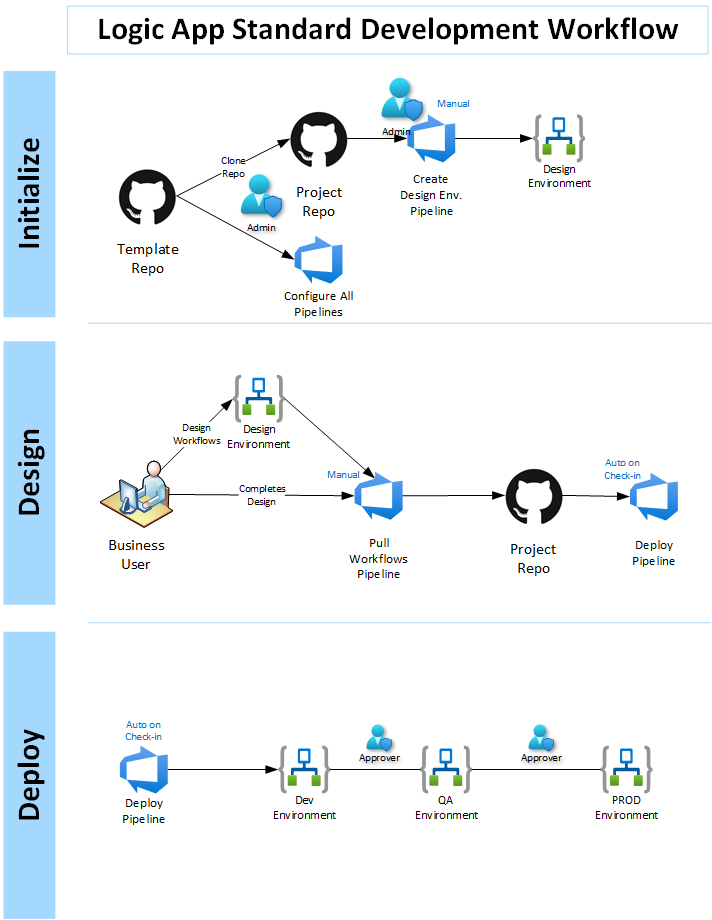 Logic App Standard Development Workflow
Initialize
Manual
Admin
Clone
Repo
Create
Design Env.
Pipeline
Design
Environment
Project
Repo
Admin
Template
Repo
Configure All
Pipelines
Design
Design
Workflows
Design
Environment
Manual
Completes
Design
Auto on
Check-in
Business
User
Pull
Workflows
Pipeline
Project
Repo
Deploy
Pipeline
Deploy
Auto on
Check-in
Approver
Approver
Deploy
Pipeline
Dev
Environment
QA
Environment
PROD
Environment